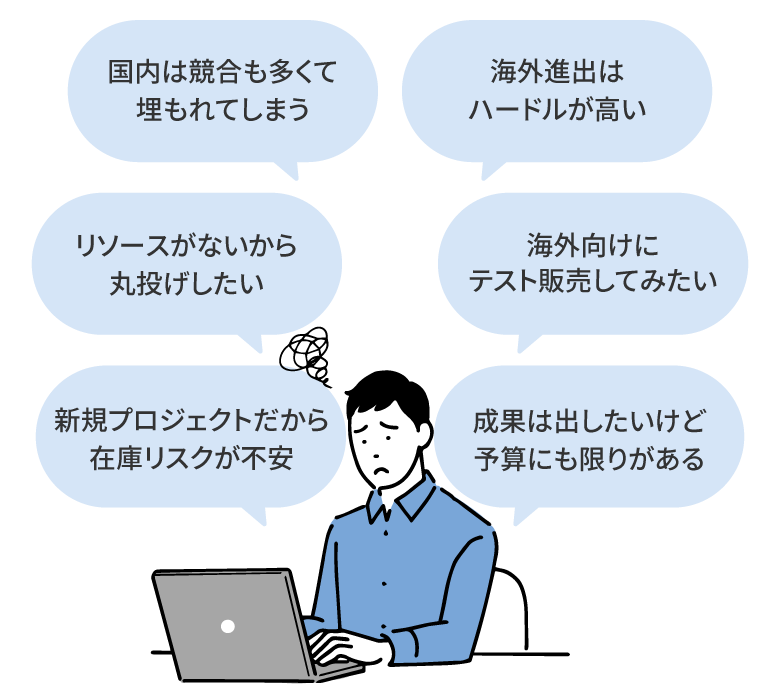 国内は競合も多くて
埋もれてしまう
海外進出は
ハードルが高い
リソースがないから
丸投げしたい
海外向けに
テスト販売してみたい
新規プロジェクトだから
在庫リスクが不安
成果は出したいけど
予算にも限りがある